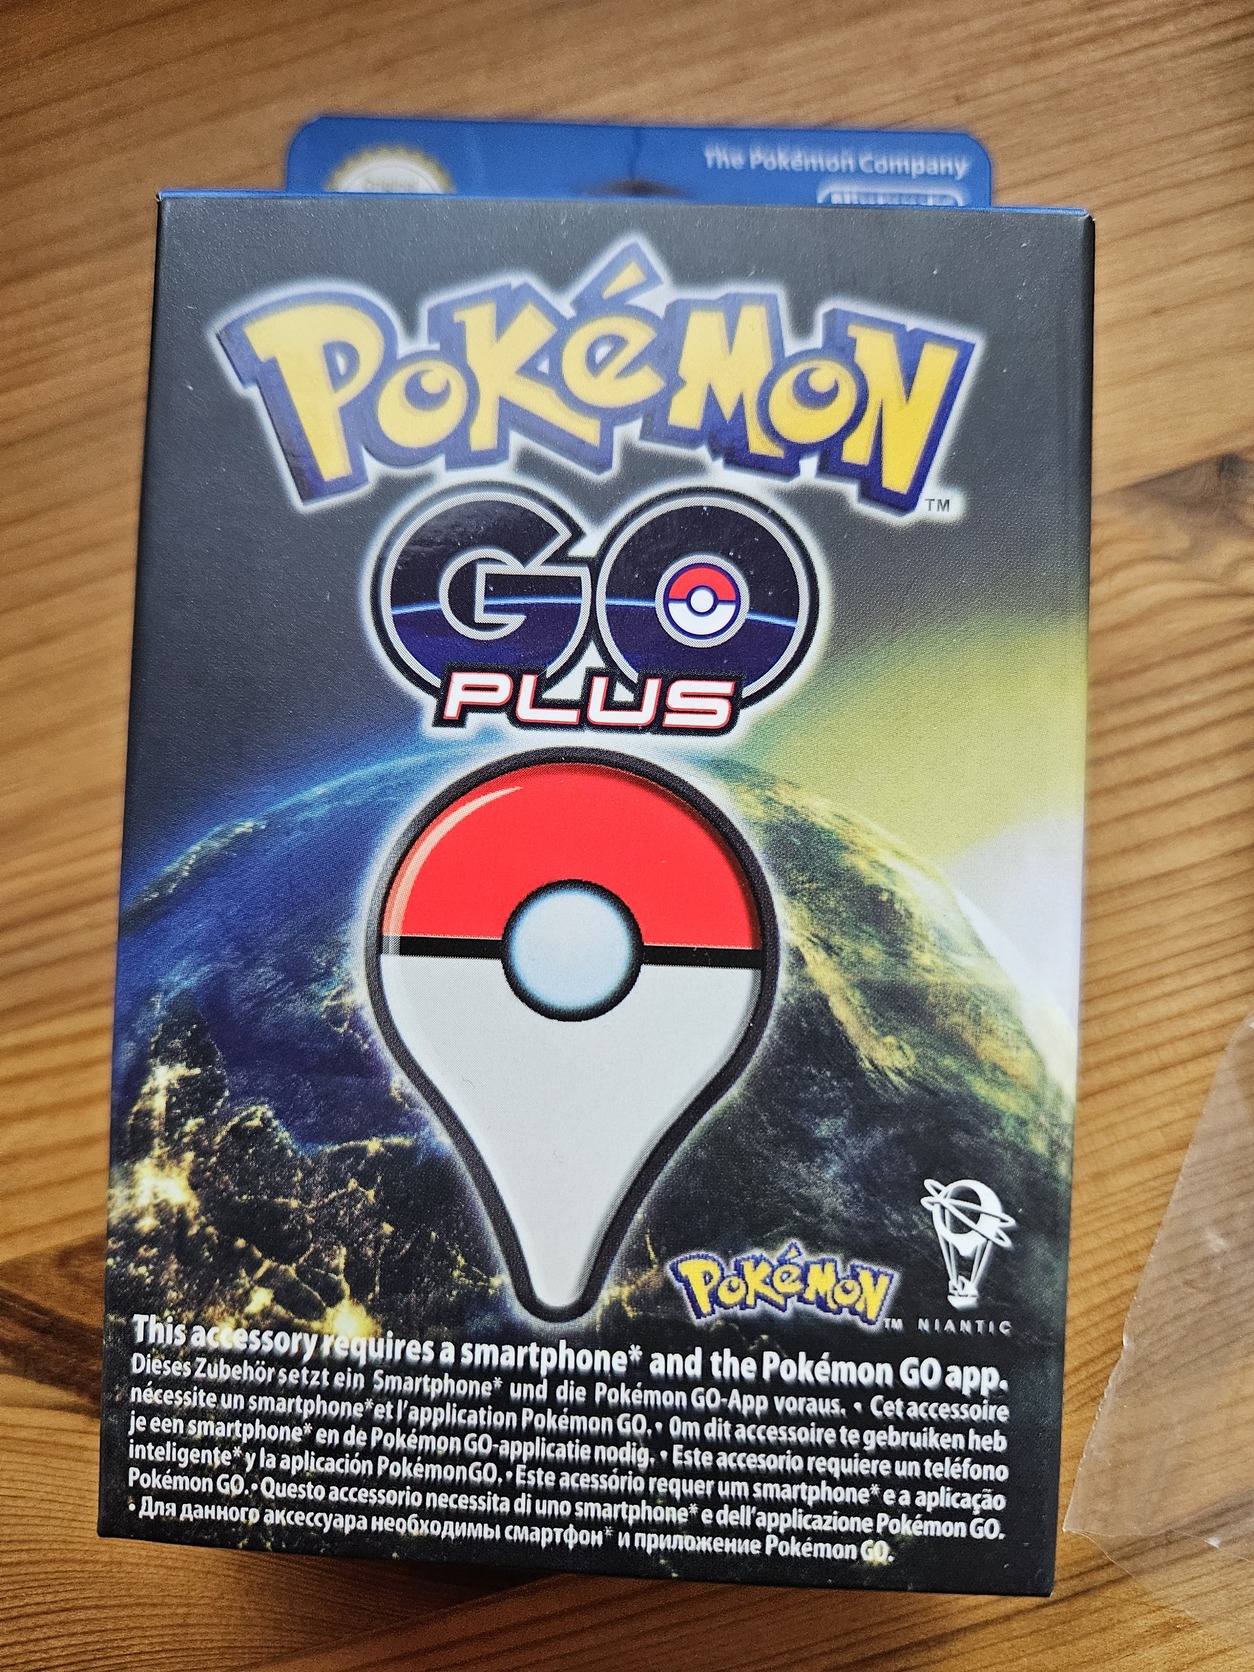 The Pokémon Company
Nintendo
POKéMON
TM
GO
PLUS
POKéMON
TM NIANTIC
This accessory requires a smartphone* and the Pokémon GO app.
Dieses Zubehör setzt ein Smartphone* und die Pokémon GO-App voraus. • Cet accessoire
nécessite un smartphone* et l'application Pokémon GO. • Om dit accessoire te gebruiken heb
je een smartphone* en de Pokémon GO-applicatie nodig. • Este accesorio requiere un teléfono
inteligente* y la aplicación Pokémon GO. • Este acessório requer um smartphone* e a aplicação
Pokémon GO. • Questo accessorio necessita di uno smartphone* e dell'applicazione Pokémon GO.
• Для данного аксессуара необходимы смартфон* и приложение Pokémon GO.